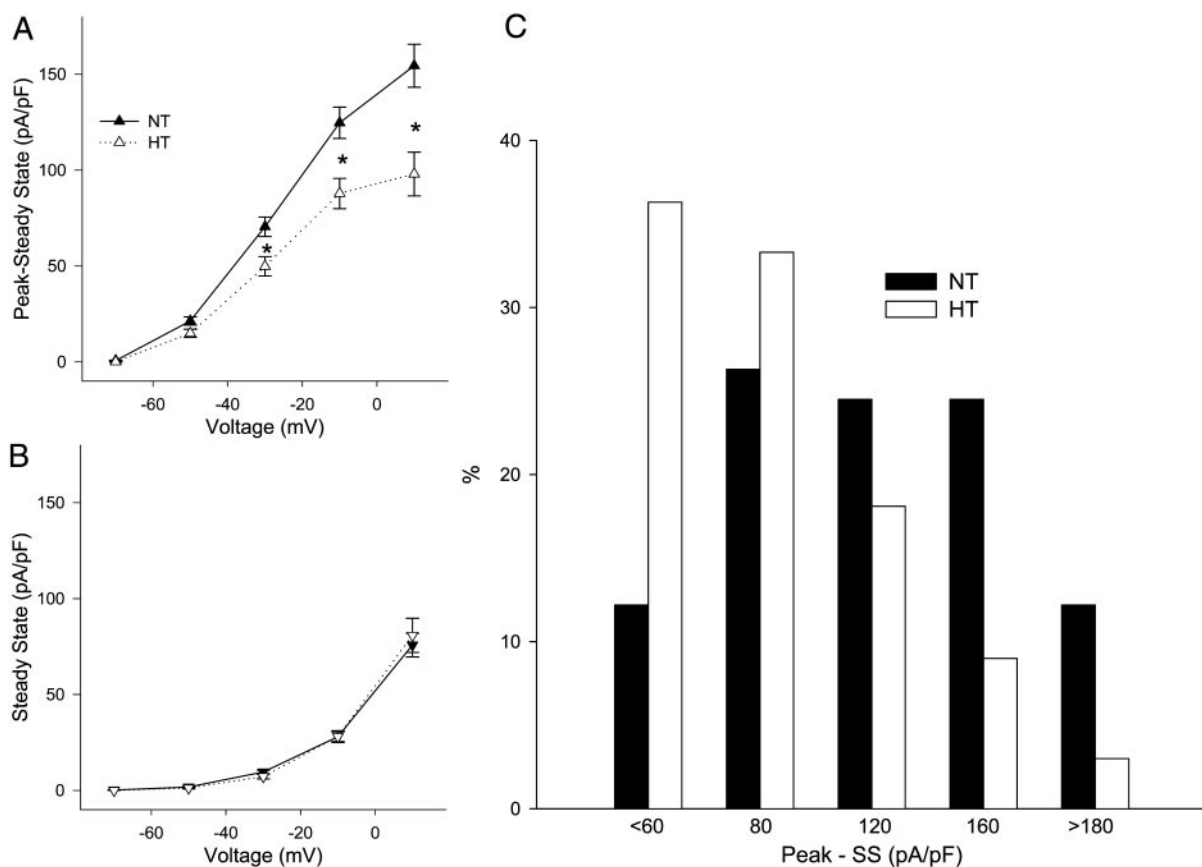 A
Peak-Steady State (pA/pF)
150
100
50
0
NT
HT
*
*
*
-60 -40 -20 0
Voltage (mV)
B
Steady State (pA/pF)
150
100
50
0
-60 -40 -20 0
Voltage (mV)
C
%
40
30
20
10
0
NT
HT
<60 80 120 160 >180
Peak - SS (pA/pF)